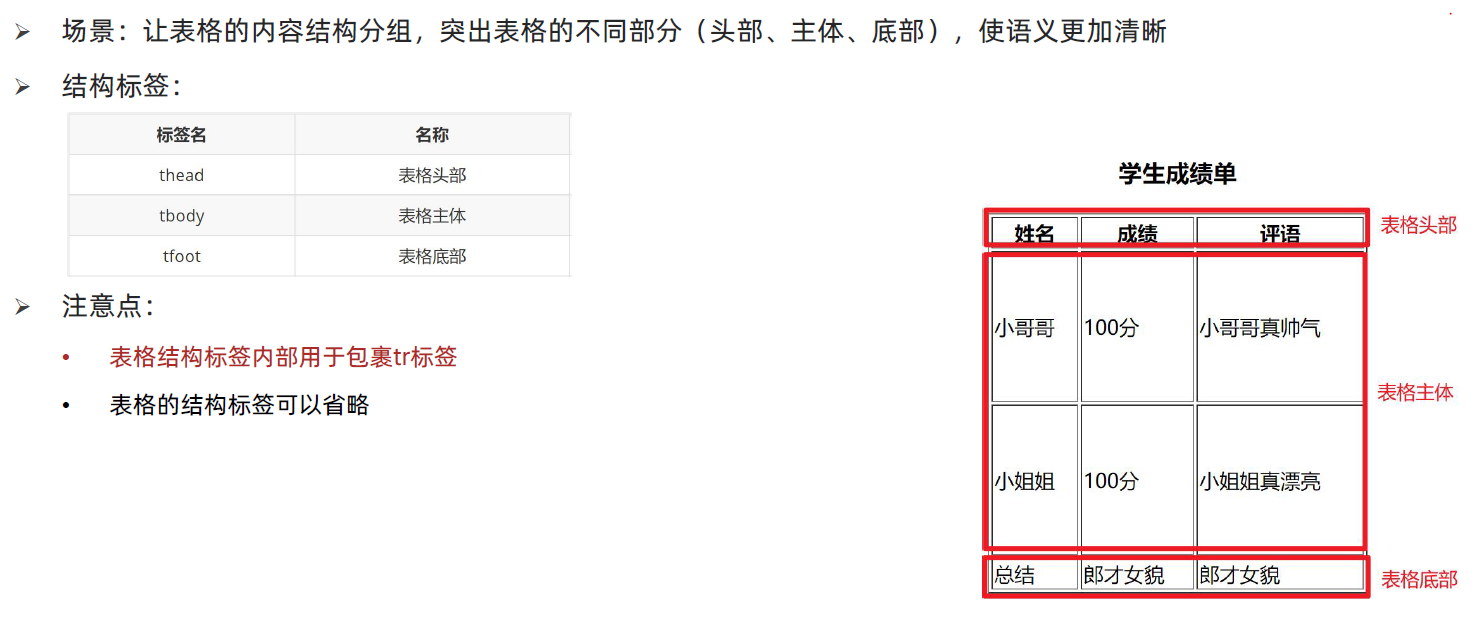 场景：让表格的内容结构分组，突出表格的不同部分（头部、主体、底部），使语义更加清晰
结构标签：
标签名 名称
thead 表格头部
tbody 表格主体
tfoot 表格底部
注意点：
表格结构标签内部用于包裹tr标签
表格的结构标签可以省略
学生成绩单
姓名 成绩 评语 表格头部
小哥哥 100分 小哥哥真帅气
表格主体
小姐姐 100分 小姐姐真漂亮
总结 郎才女貌 郎才女貌 表格底部